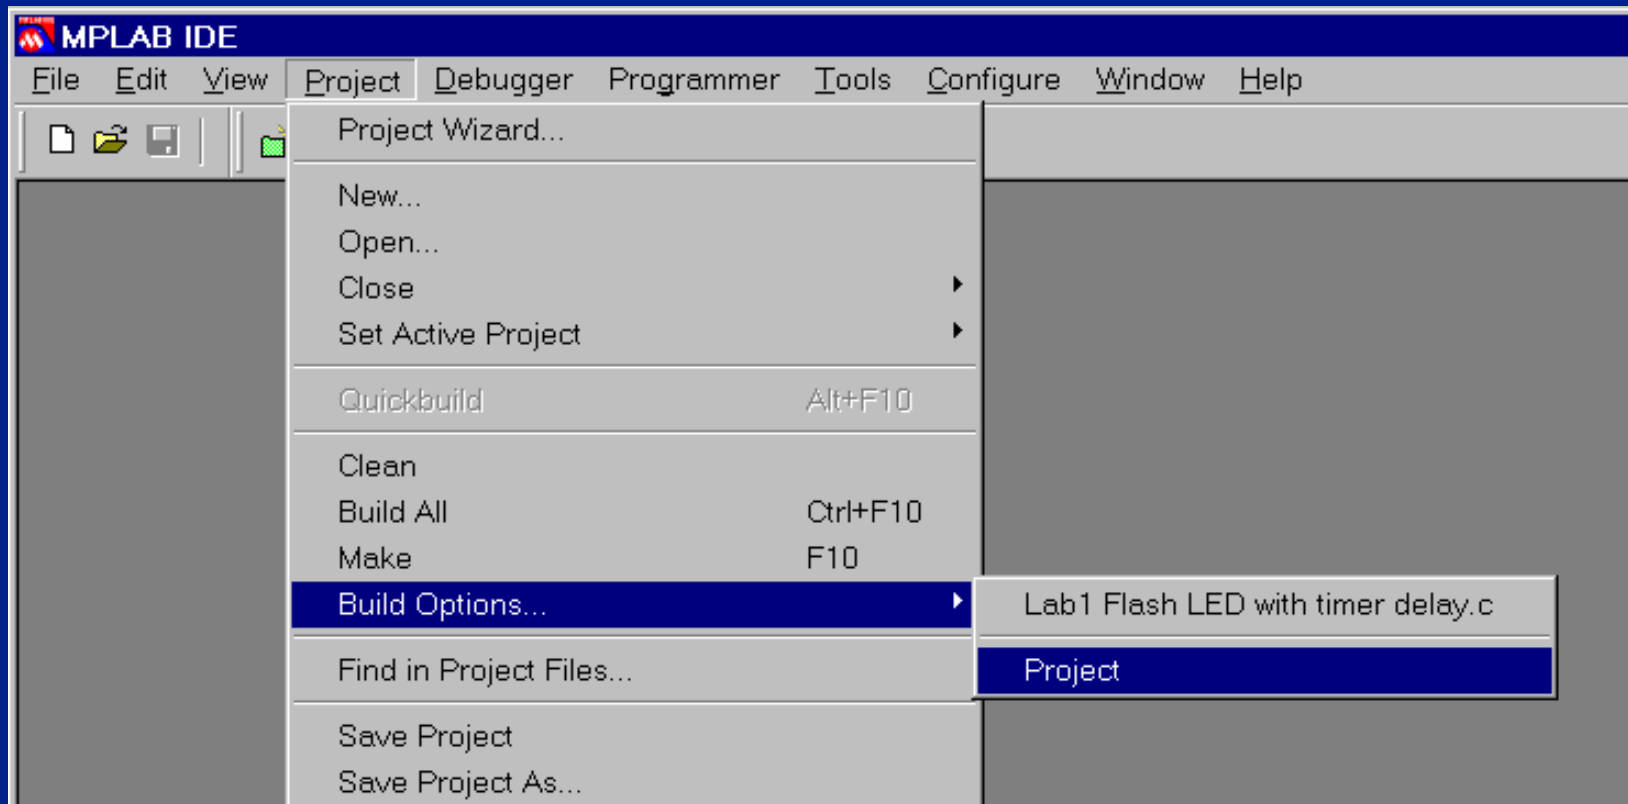 MPLAB IDE
File Edit View Project Debugger Programmer Tools Configure Window Help
Project Wizard...
New...
Open...
Close
Set Active Project
Quickbuild Alt+F10
Clean
Build All Ctrl+F10
Make F10
Build Options... Lab1 Flash LED with timer delay.c
Find in Project Files... Project
Save Project
Save Project As...